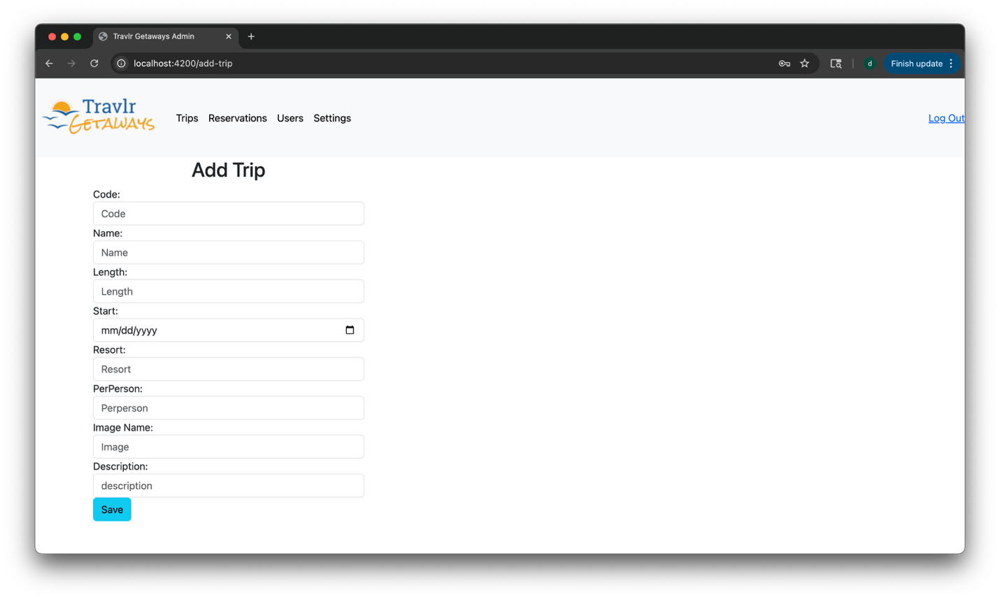 Travlr Getaways Admin
localhost:4200/add-trip
d
Finish update
Travlr
GETAWAYS
Trips Reservations Users Settings
Log Out
Add Trip
Code:
Code
Name:
Name
Length:
Length
Start:
mm/dd/yyyy
Resort:
Resort
PerPerson:
Perperson
Image Name:
Image
Description:
description
Save